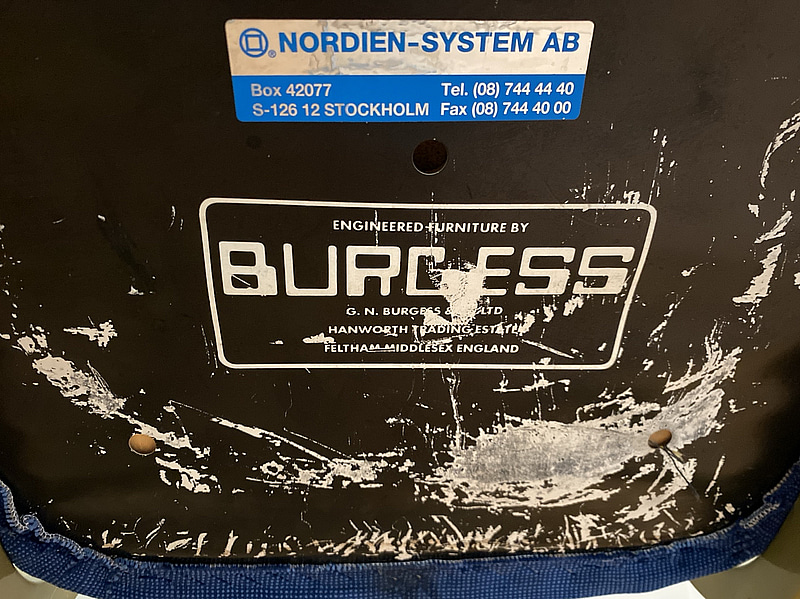 ® NORDIEN-SYSTEM AB
Box 42077 Tel. (08) 744 44 40
S-126 12 STOCKHOLM Fax (08) 744 40 00
ENGINEERED FURNITURE BY
BURGESS
G. N. BURGESS & LTD
HANWORTH TRADING ESTATE
FELTHAM MIDDLESEX ENGLAND